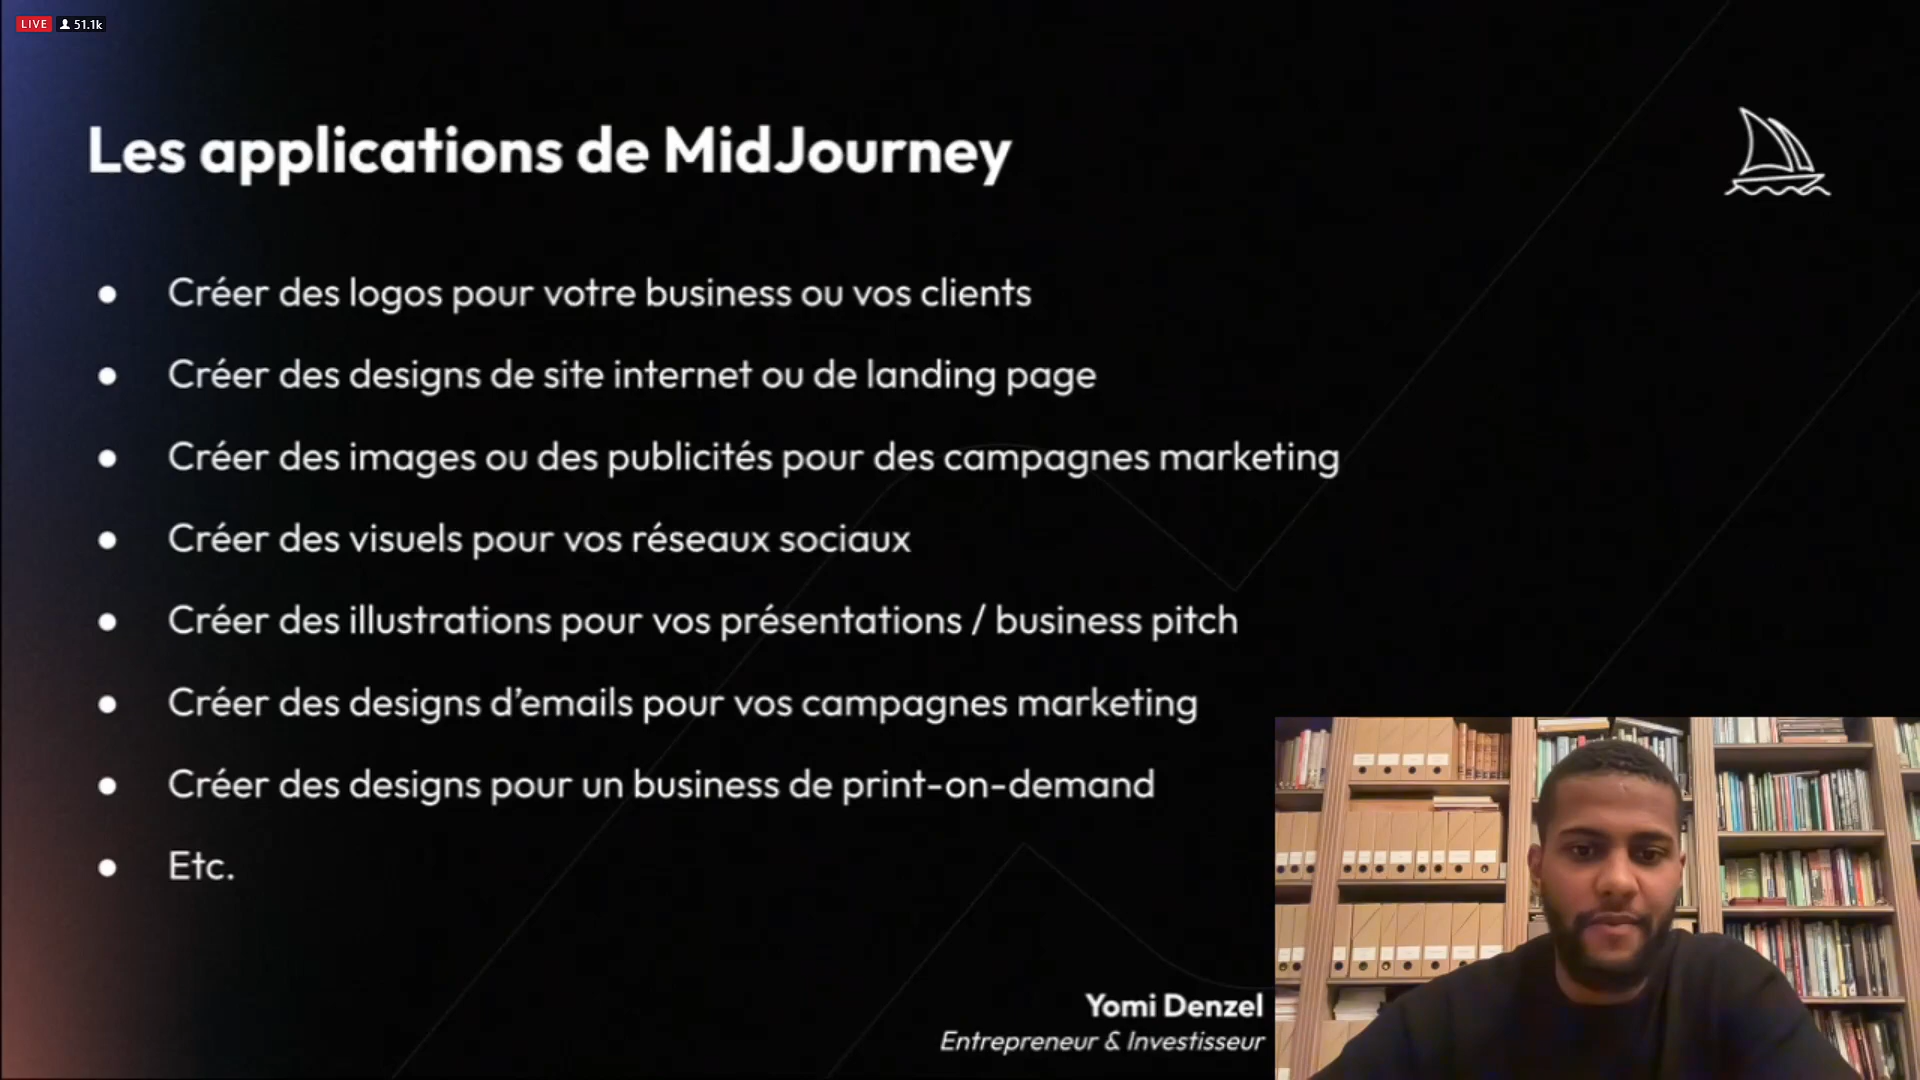 LIVE 51.1k
Les applications de MidJourney
● Créer des logos pour votre business ou vos clients
● Créer des designs de site internet ou de landing page
● Créer des images ou des publicités pour des campagnes marketing
● Créer des visuels pour vos réseaux sociaux
● Créer des illustrations pour vos présentations / business pitch
● Créer des designs d’emails pour vos campagnes marketing
● Créer des designs pour un business de print-on-demand
● Etc.
Yomi Denzel
Entrepreneur & Investisseur